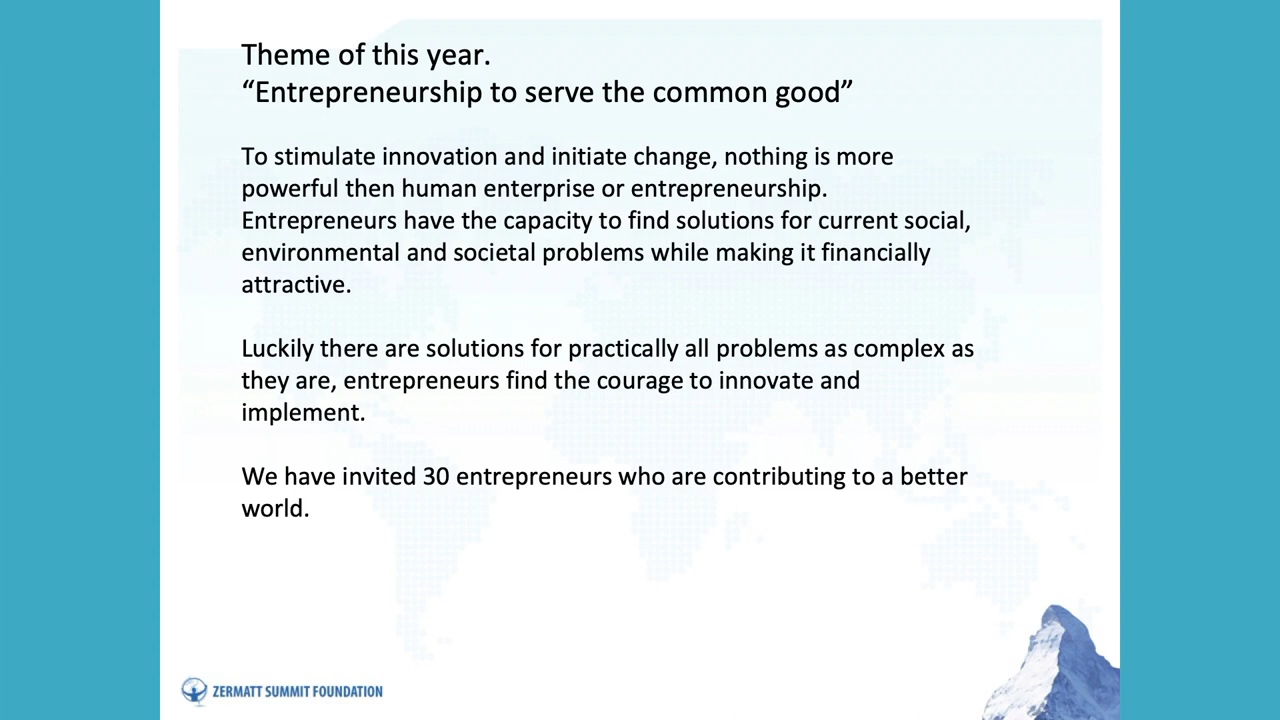 Theme of this year.
“Entrepreneurship to serve the common good”
To stimulate innovation and initiate change, nothing is more
powerful then human enterprise or entrepreneurship.
Entrepreneurs have the capacity to find solutions for current social,
environmental and societal problems while making it financially
attractive.
Luckily there are solutions for practically all problems as complex as
they are, entrepreneurs find the courage to innovate and
implement.
We have invited 30 entrepreneurs who are contributing to a better
world.
ZERMATT SUMMIT FOUNDATION